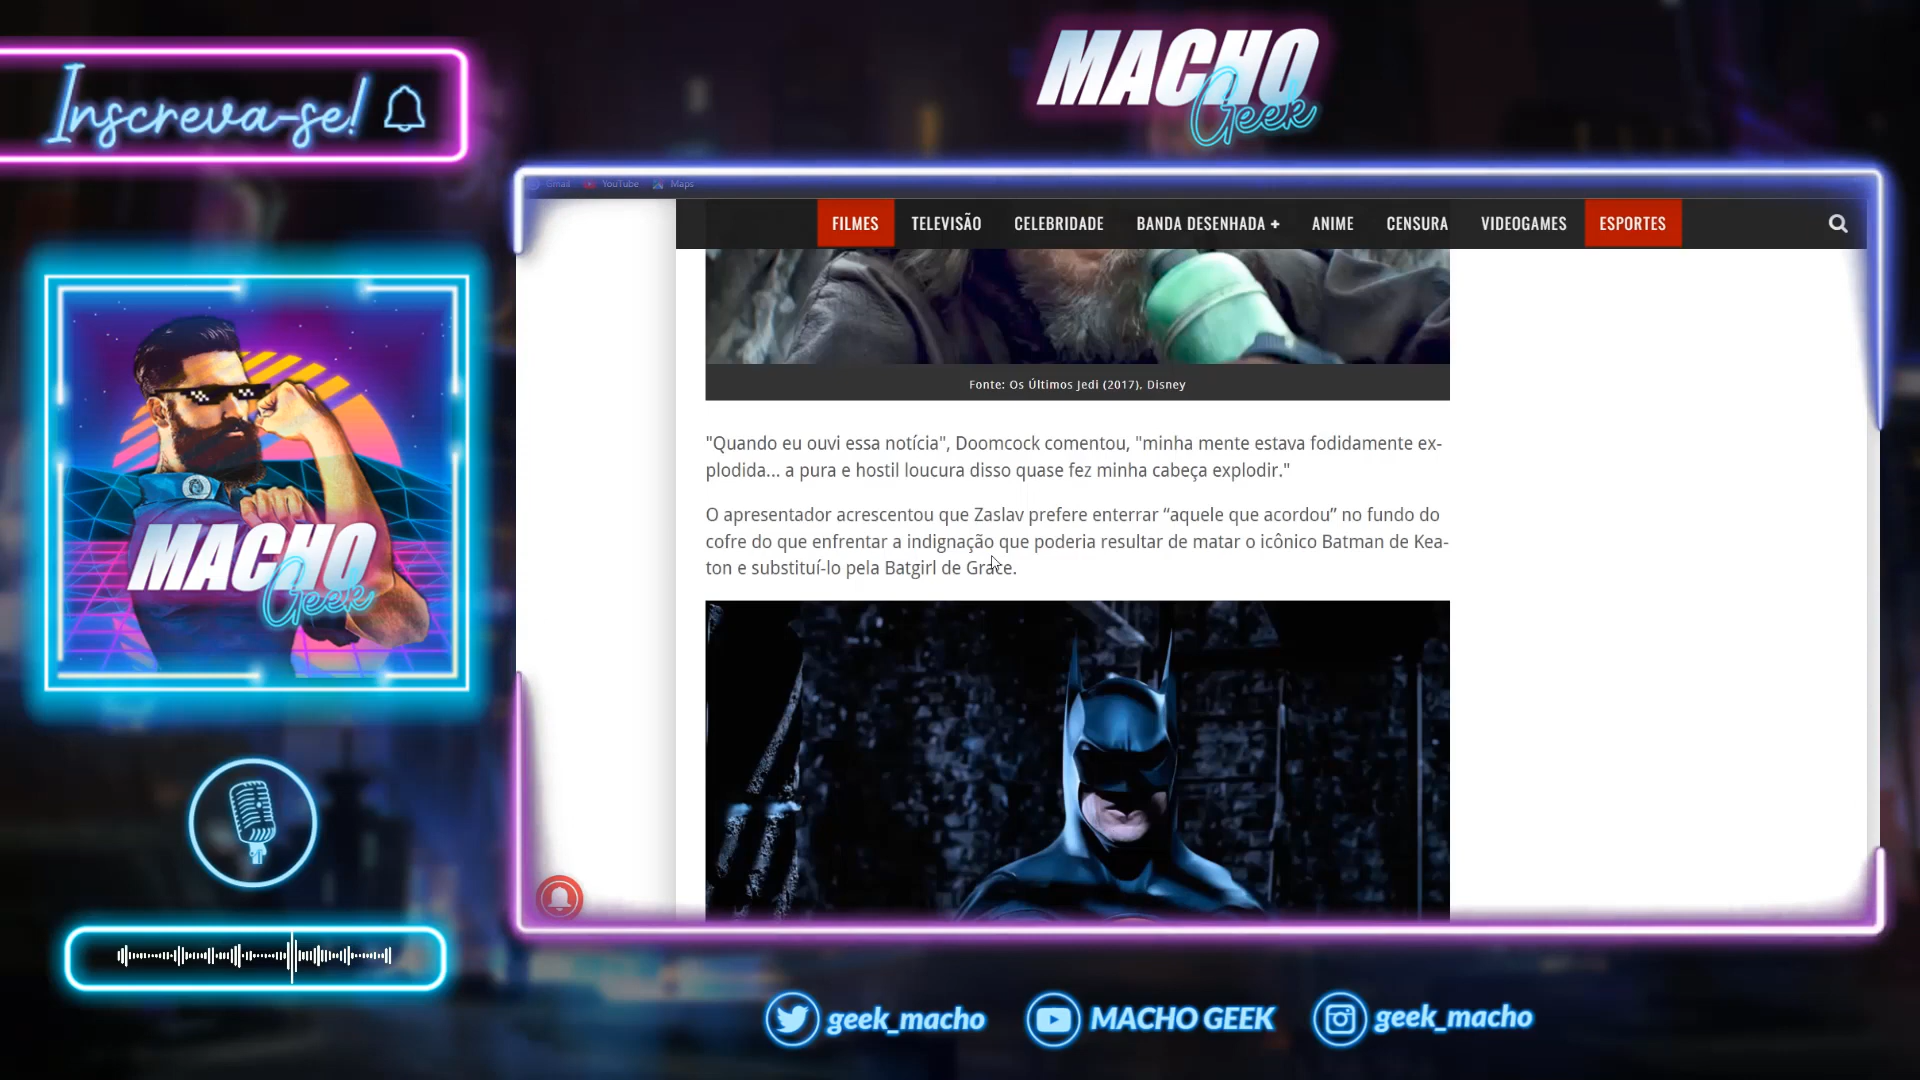 Inscreva-se!
MACHO
Geek
Gmail YouTube Maps
FILMES TELEVISÃO CELEBRIDADE BANDA DESENHADA + ANIME CENSURA VIDEOGAMES ESPORTES
Fonte: Os Últimos Jedi (2017), Disney
"Quando eu ouvi essa notícia", Doomcock comentou, "minha mente estava fodidamente ex-
plodida... a pura e hostil loucura disso quase fez minha cabeça explodir."
O apresentador acrescentou que Zaslav prefere enterrar “aquele que acordou” no fundo do
cofre do que enfrentar a indignação que poderia resultar de matar o icônico Batman de Kea-
ton e substituí-lo pela Batgirl de Grace.
MACHO
Geek
geek_macho MACHO GEEK geek_macho